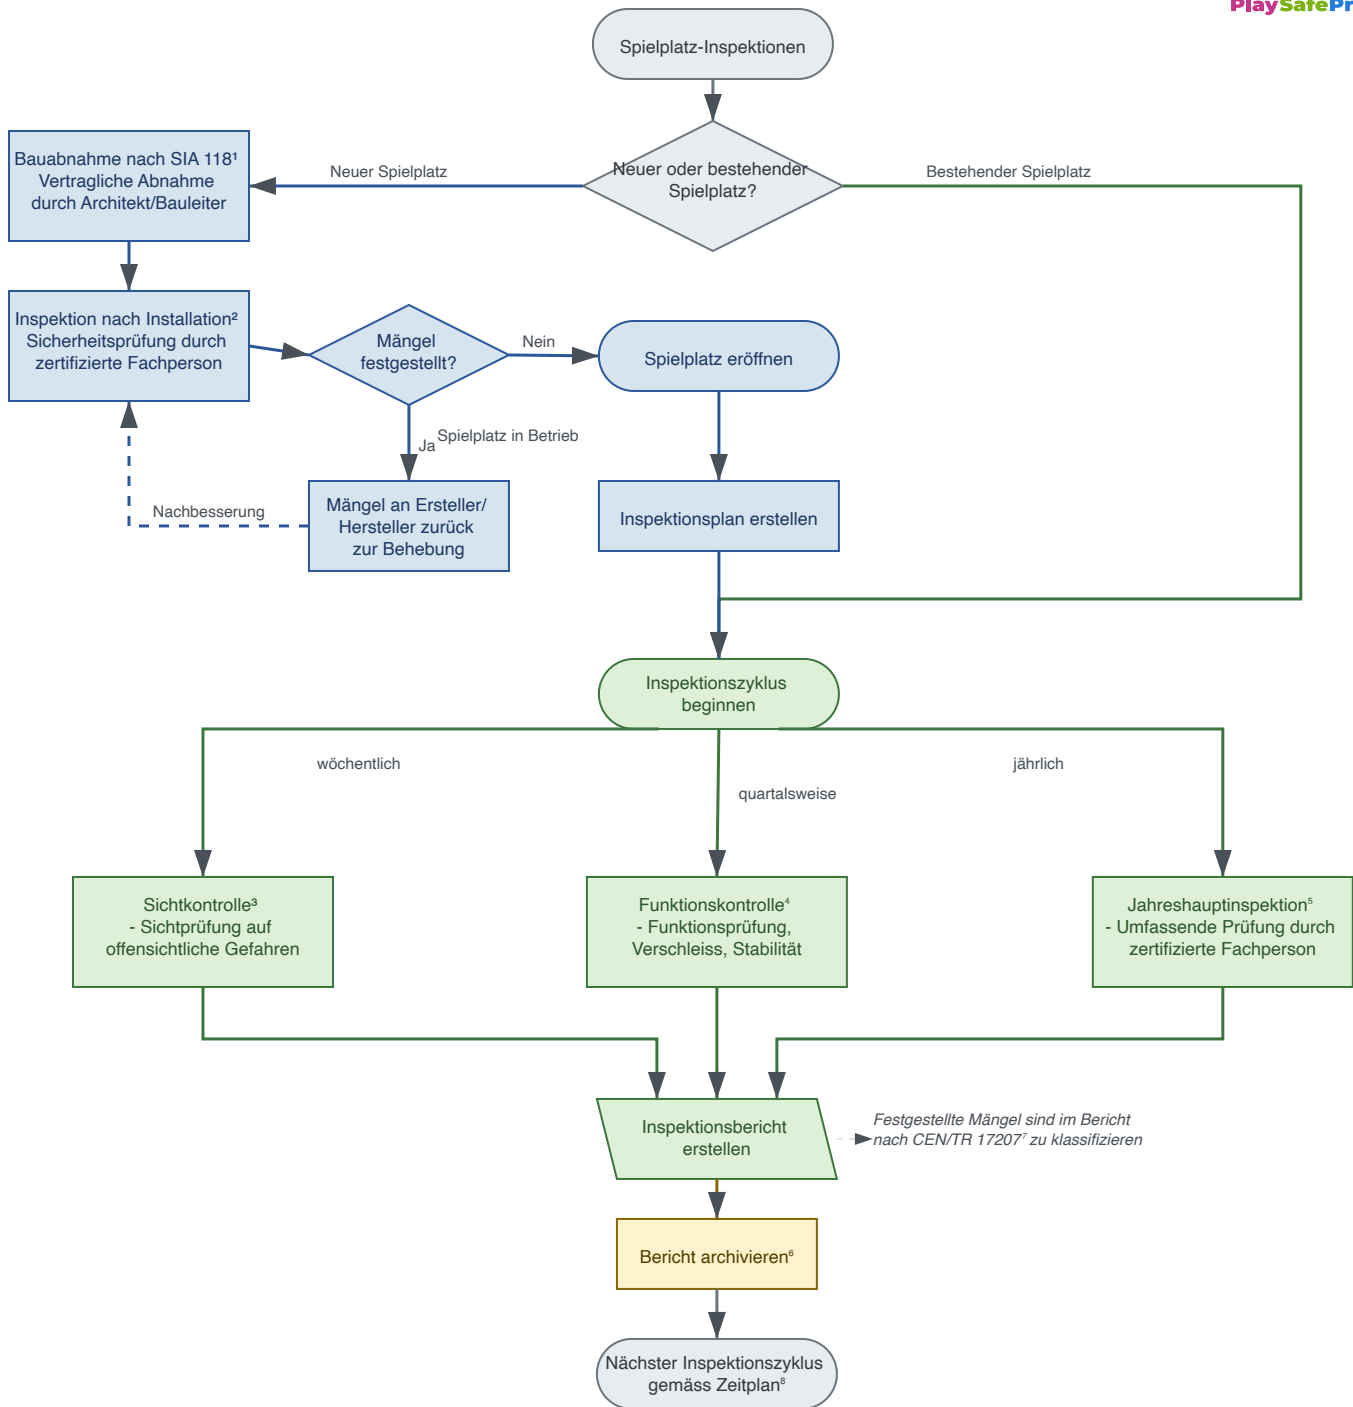 PlaySafePr
Spielplatz-Inspektionen
Neuer oder bestehender
Spielplatz?
Neuer Spielplatz
Bestehender Spielplatz
Bauabnahme nach SIA 118¹
Vertragliche Abnahme
durch Architekt/Bauleiter
Inspektion nach Installation²
Sicherheitsprüfung durch
zertifizierte Fachperson
Mängel
festgestellt?
Nein
Spielplatz eröffnen
Ja
Spielplatz in Betrieb
Nachbesserung
Mängel an Ersteller/
Hersteller zurück
zur Behebung
Inspektionsplan erstellen
Inspektionszyklus
beginnen
wöchentlich
quartalsweise
jährlich
Sichtkontrolle³
- Sichtprüfung auf
offensichtliche Gefahren
Funktionskontrolle⁴
- Funktionsprüfung,
Verschleiss, Stabilität
Jahreshauptinspektion⁵
- Umfassende Prüfung durch
zertifizierte Fachperson
Inspektionsbericht
erstellen
Festgestellte Mängel sind im Bericht
nach CEN/TR 17207⁷ zu klassifizieren
Bericht archivieren⁶
Nächster Inspektionszyklus
gemäss Zeitplan⁸